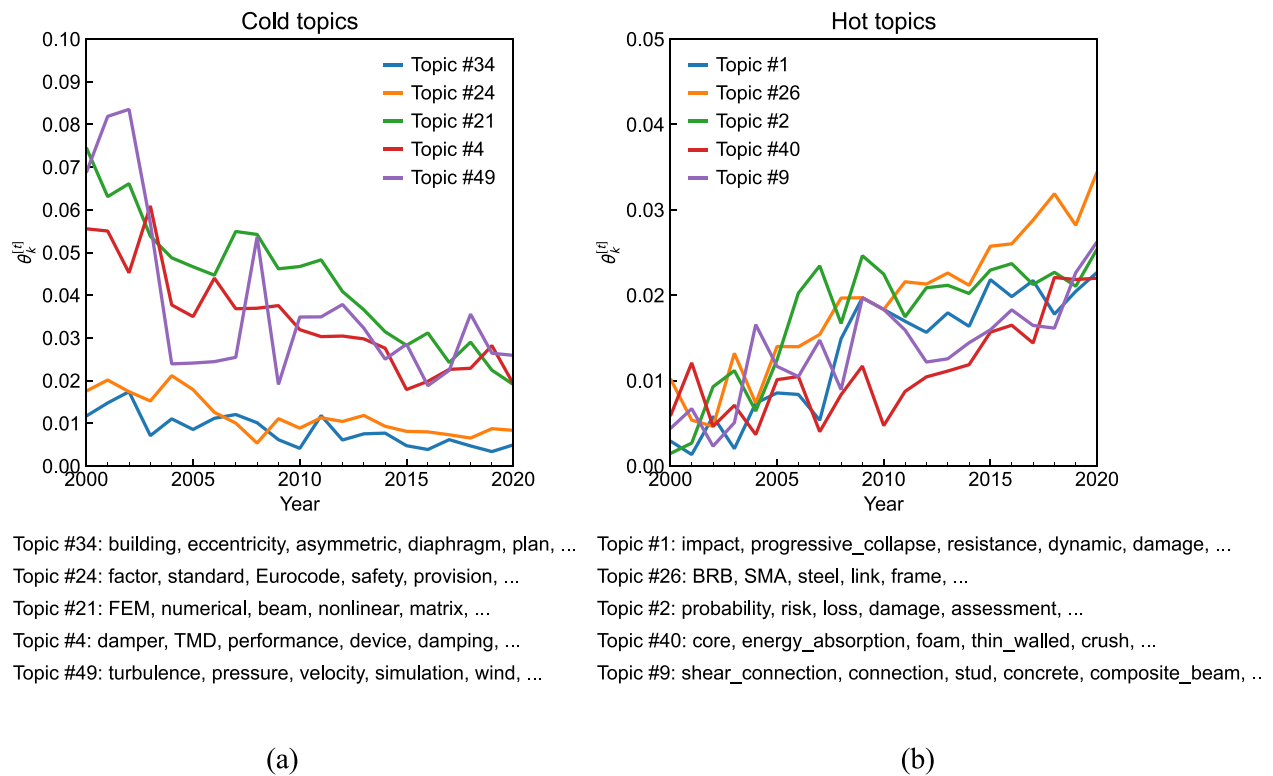 Cold topics
0.10
0.09
0.08
0.07
0.06
0.05
0.04
0.03
0.02
0.01
0.00
θₖ[t]
Topic #34
Topic #24
Topic #21
Topic #4
Topic #49
2000 2005 2010 2015 2020
Year
Topic #34: building, eccentricity, asymmetric, diaphragm, plan, ...
Topic #24: factor, standard, Eurocode, safety, provision, ...
Topic #21: FEM, numerical, beam, nonlinear, matrix, ...
Topic #4: damper, TMD, performance, device, damping, ...
Topic #49: turbulence, pressure, velocity, simulation, wind, ...
(a)
Hot topics
0.05
0.04
0.03
0.02
0.01
0.00
θₖ[t]
Topic #1
Topic #26
Topic #2
Topic #40
Topic #9
2000 2005 2010 2015 2020
Year
Topic #1: impact, progressive_collapse, resistance, dynamic, damage, ...
Topic #26: BRB, SMA, steel, link, frame, ...
Topic #2: probability, risk, loss, damage, assessment, ...
Topic #40: core, energy_absorption, foam, thin_walled, crush, ...
Topic #9: shear_connection, connection, stud, concrete, composite_beam, ..
(b)